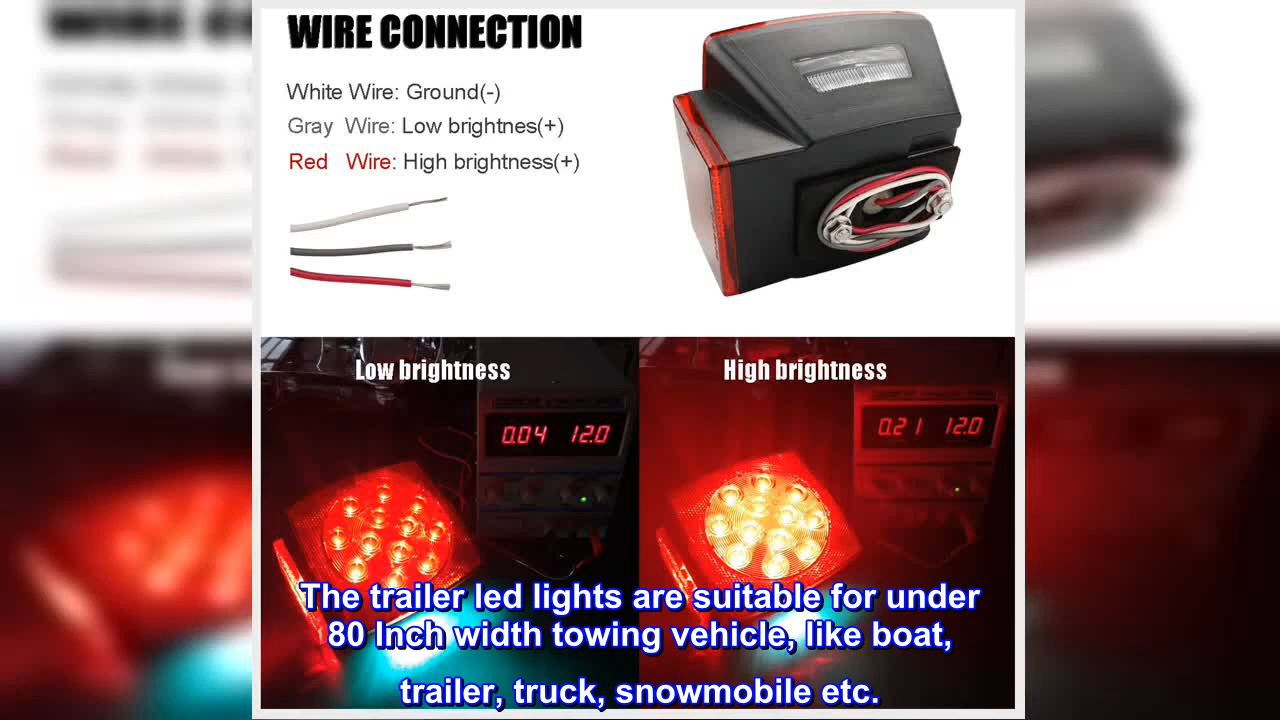 WIRE CONNECTION
White Wire: Ground(-)
Gray Wire: Low brightnes(+)
Red Wire: High brightness(+)
Low brightness
High brightness
0.04 12.0
0.21 12.0
The trailer led lights are suitable for under
80 Inch width towing vehicle, like boat,
trailer, truck, snowmobile etc.